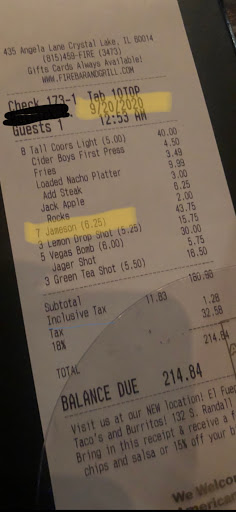 435 Angela Lane Crystal Lake, IL 60014
(815)459-FIRE (3473)
Gifts Cards Always Available!
WWW.FIREBARANDGRILL.COM
Check 173-1 Tab 10TOP
9/20/2020
Guests 1 12:53 AM
8 Tall Coors Light (5.00) 40.00
Cider Boys First Press 4.50
Fries 3.49
Loaded Nacho Platter 9.99
Add Steak 3.00
Jack Apple 6.25
Rocks 2.00
7 Jameson (6.25) 43.75
3 Lemon Drop Shot (5.25) 15.75
5 Vegas Bomb (6.00) 30.00
Jager Shot 5.75
3 Green Tea Shot (5.50) 16.50
Subtotal 180.98
Inclusive Tax 11.83
Tax 1.28
18% 32.58
TOTAL 214.84
BALANCE DUE 214.84
Visit us at our NEW location! El Fue
Taco's and Burritos! 132 S. Randall
Bring in this receipt & receive a f
chips and salsa or 15% off your b
We Welcom
American